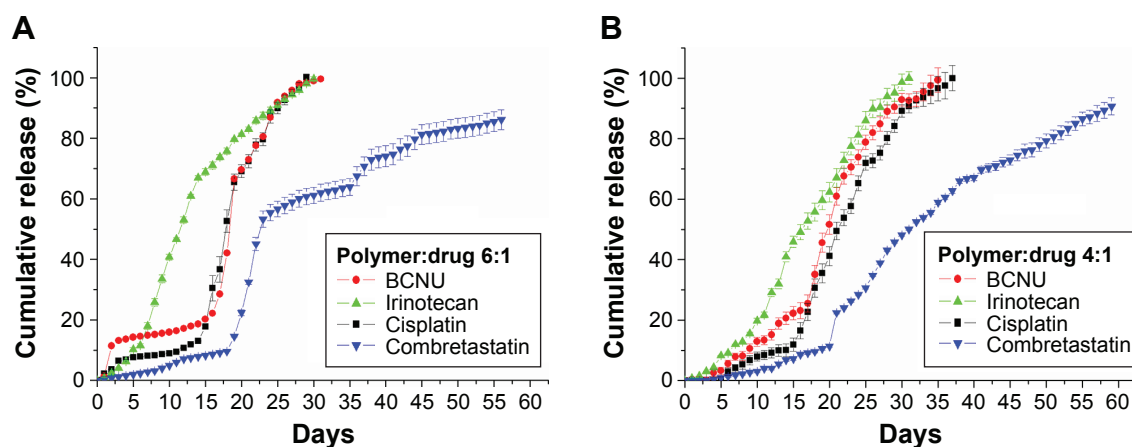 A
Cumulative release (%)
100
80
60
40
20
0
Polymer:drug 6:1
BCNU
Irinotecan
Cisplatin
Combretastatin
0 5 10 15 20 25 30 35 40 45 50 55 60
Days
B
Cumulative release (%)
100
80
60
40
20
0
Polymer:drug 4:1
BCNU
Irinotecan
Cisplatin
Combretastatin
0 5 10 15 20 25 30 35 40 45 50 55 60
Days